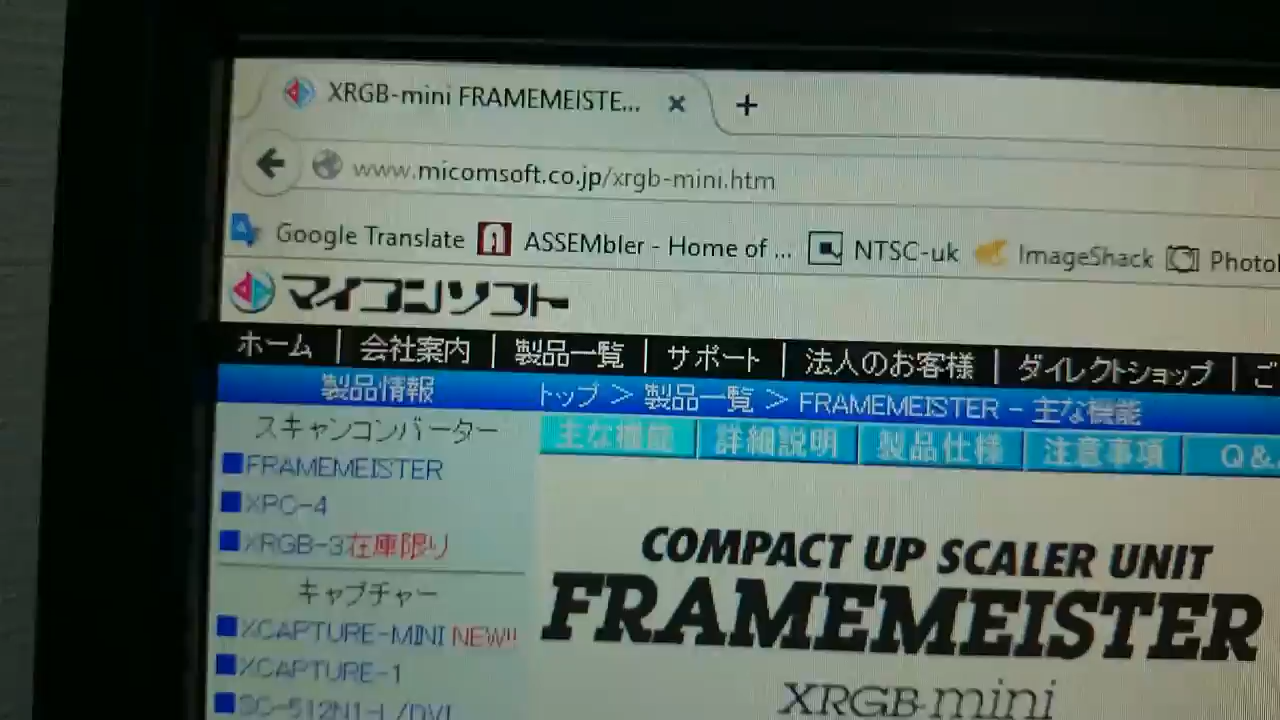 XRGB-mini FRAMEMEISTE...
www.micomsoft.co.jp/xrgb-mini.htm
Google Translate ASSEMbler - Home of ... NTSC-uk ImageShack Photo
マイコンソフト
ホーム 会社案内 製品一覧 サポート 法人のお客様 ダイレクトショップ ご
製品情報 トップ > 製品一覧 > FRAMEMEISTER - 主な機能
主な機能 詳細説明 製品仕様 注意事項 Q&
スキャンコンバーター
FRAMEMEISTER
XPC-4
XRGB-3在庫限り
キャプチャー
XCAPTURE-MINI NEW!!
XCAPTURE-1
SC-512N1-L/DVI
COMPACT UP SCALER UNIT
FRAMEMEISTER
XRGB-mini